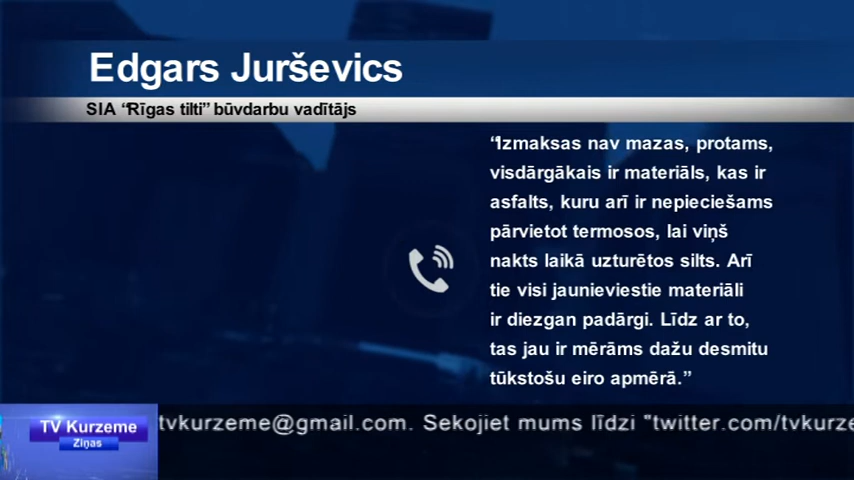 Edgars Jurševics
SIA “Rīgas tilti” būvdarbu vadītājs
“Izmaksas nav mazas, protams,
visdārgākais ir materiāls, kas ir
asfalts, kuru arī ir nepieciešams
pārvietot termosos, lai viņš
nakts laikā uzturētos silts. Arī
tie visi jaunieviestie materiāli
ir diezgan padārgi. Līdz ar to,
tas jau ir mērāms dažu desmitu
tūkstošu eiro apmērā.”
TV Kurzeme
Ziņas
tvkurzeme@gmail.com. Sekojiet mums līdzi "twitter.com/tvkurze